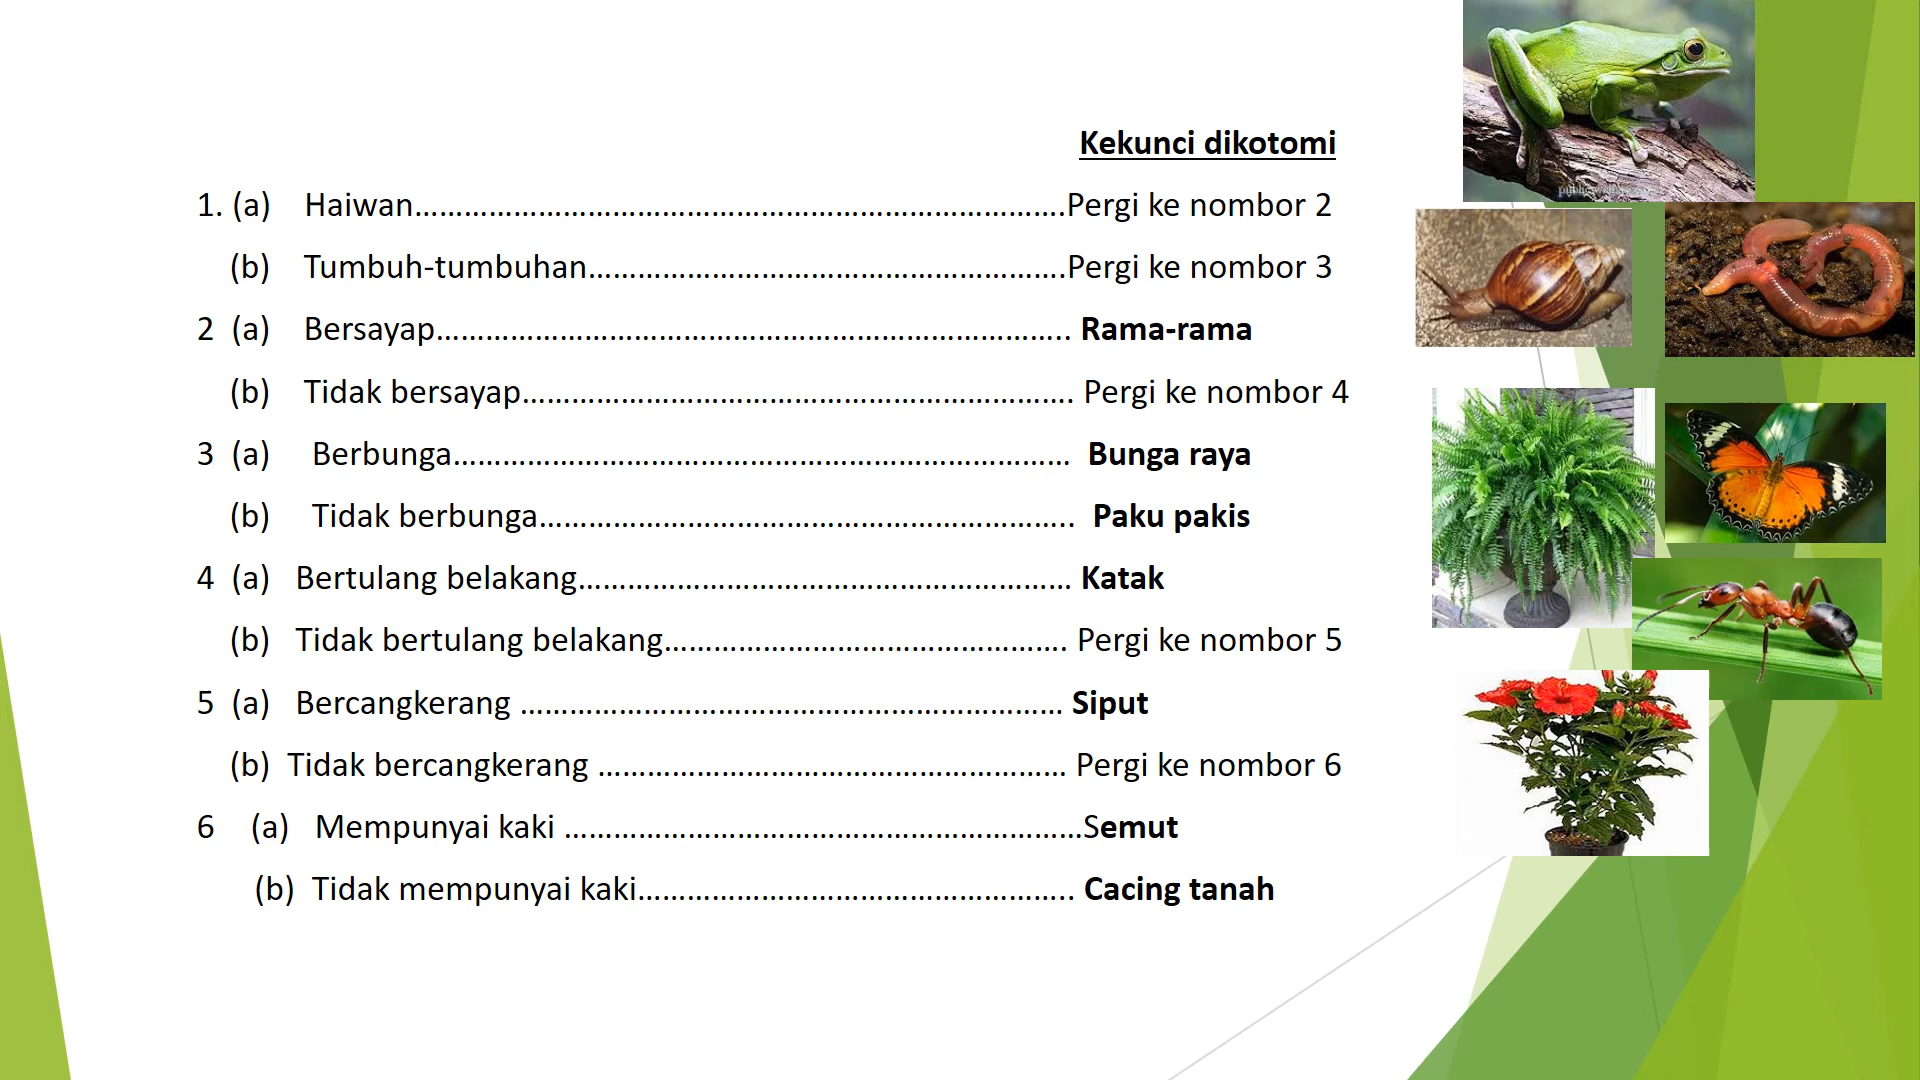 Kekunci dikotomi
1. (a) Haiwan……………………………………………………………………….Pergi ke nombor 2
(b) Tumbuh-tumbuhan………………………………………………….Pergi ke nombor 3
2 (a) Bersayap………………………………………………………………….. Rama-rama
(b) Tidak bersayap…………………………………………………………. Pergi ke nombor 4
3 (a) Berbunga………………………………………………………………… Bunga raya
(b) Tidak berbunga……………………………………………………….. Paku pakis
4 (a) Bertulang belakang…………………………………………………… Katak
(b) Tidak bertulang belakang…………………………………………. Pergi ke nombor 5
5 (a) Bercangkerang ………………………………………………………… Siput
(b) Tidak bercangkerang ………………………………………………… Pergi ke nombor 6
6 (a) Mempunyai kaki ………………………………………………………Semut
(b) Tidak mempunyai kaki…………………………………………….. Cacing tanah